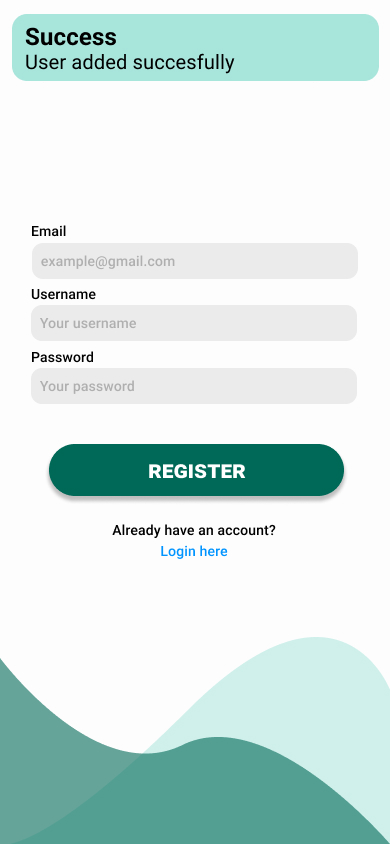 Success
User added succesfully
Email
example@gmail.com
Username
Your username
Password
Your password
REGISTER
Already have an account?
Login here